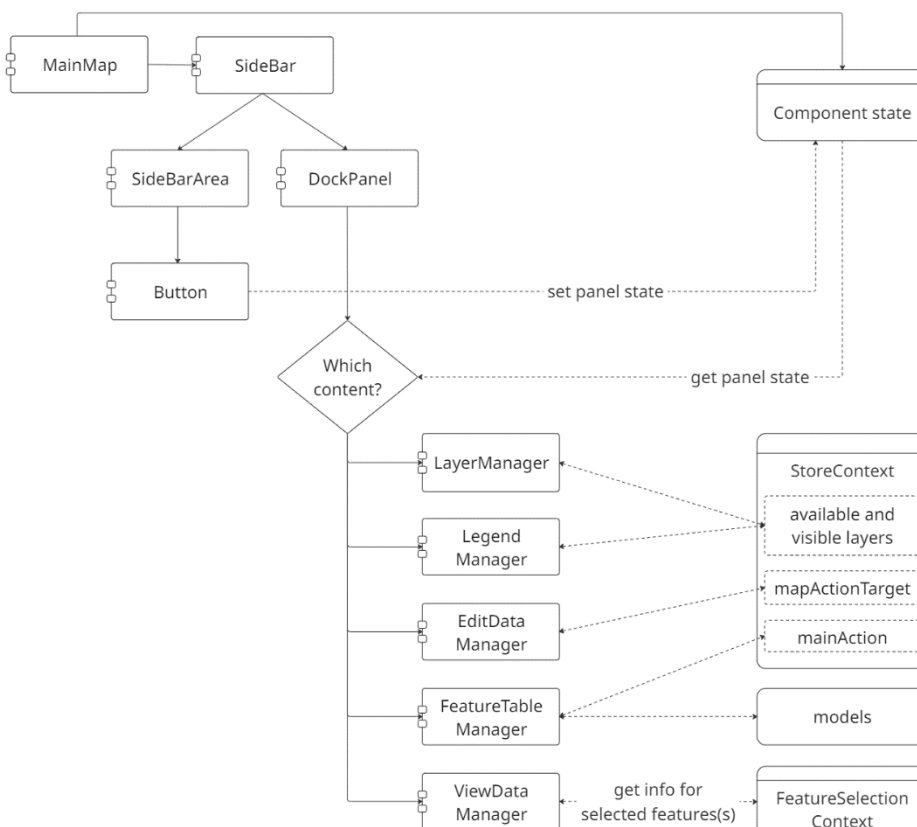 MainMap
SideBar
Component state
SideBarArea
DockPanel
Button
set panel state
Which
content?
get panel state
LayerManager
StoreContext
available and
visible layers
Legend
Manager
mapActionTarget
EditData
Manager
mainAction
FeatureTable
Manager
models
ViewData
Manager
get info for
selected features(s)
FeatureSelection
Context